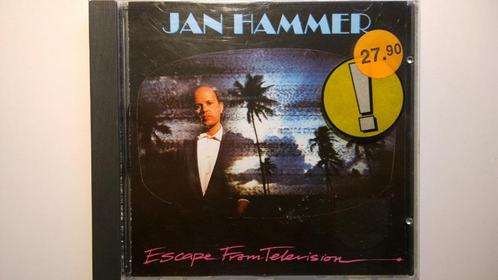 JAN HAMMER
27.90
!
Escape From Television